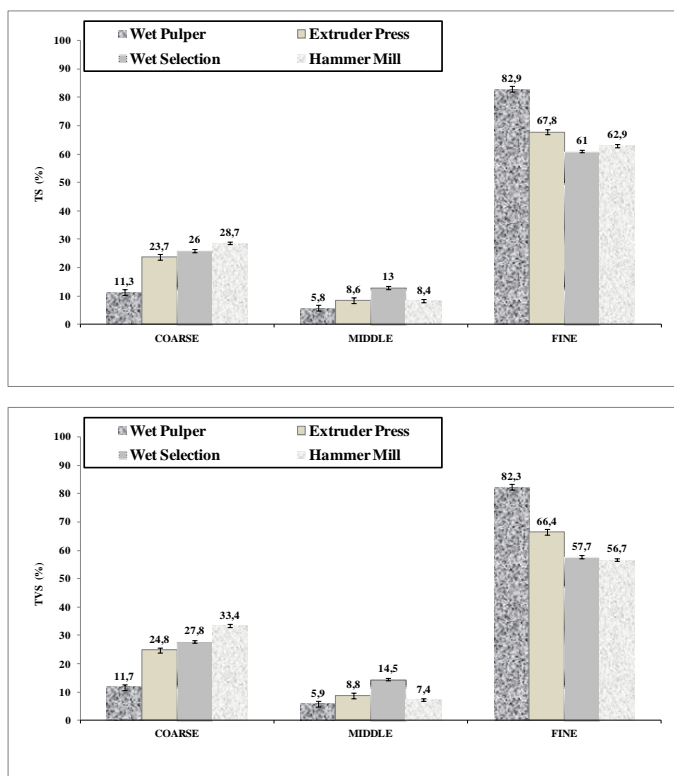 Wet Pulper Extruder Press
Wet Selection Hammer Mill
TS (%)
100
90
80
70
60
50
40
30
20
10
0
11,3 23,7 26 28,7
5,8 8,6 13 8,4
82,9 67,8 61 62,9
COARSE MIDDLE FINE
Wet Pulper Extruder Press
Wet Selection Hammer Mill
TVS (%)
100
90
80
70
60
50
40
30
20
10
0
11,7 24,8 27,8 33,4
5,9 8,8 14,5 7,4
82,3 66,4 57,7 56,7
COARSE MIDDLE FINE